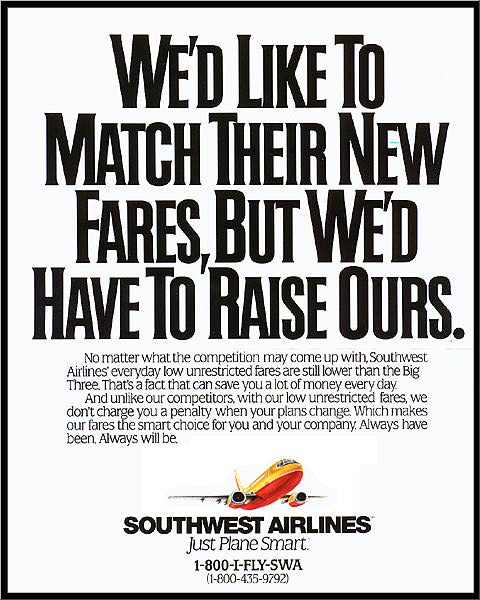 WE'D LIKE TO
MATCH THEIR NEW
FARES, BUT WE'D
HAVE TO RAISE OURS.
No matter what the competition may come up with, Southwest
Airlines' everyday low unrestricted fares are still lower than the Big
Three. That's a fact that can save you a lot of money every day.
And unlike our competitors, with our low unrestricted fares, we
don't charge you a penalty when your plans change. Which makes
our fares the smart choice for you and your company. Always have
been. Always will be.
SOUTHWEST AIRLINES™
Just Plane Smart.
1-800-I-FLY-SWA
(1-800-435-9792)